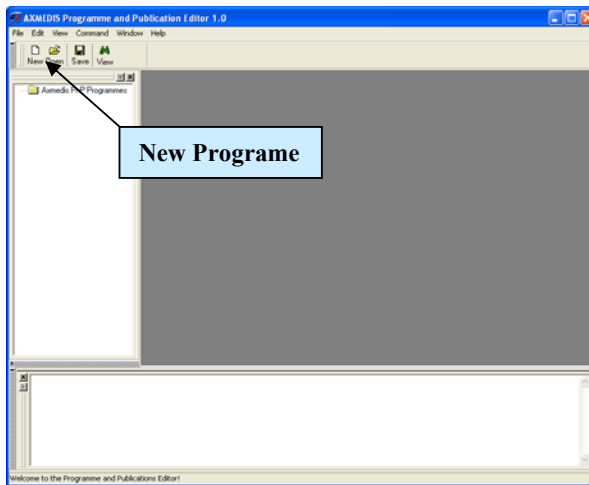 AXMEDIS Programme and Publication Editor 1.0
File Edit View Command Window Help
New Open Save View
Axmedis PnP Programmes
New Programe
Welcome to the Programme and Publications Editor!